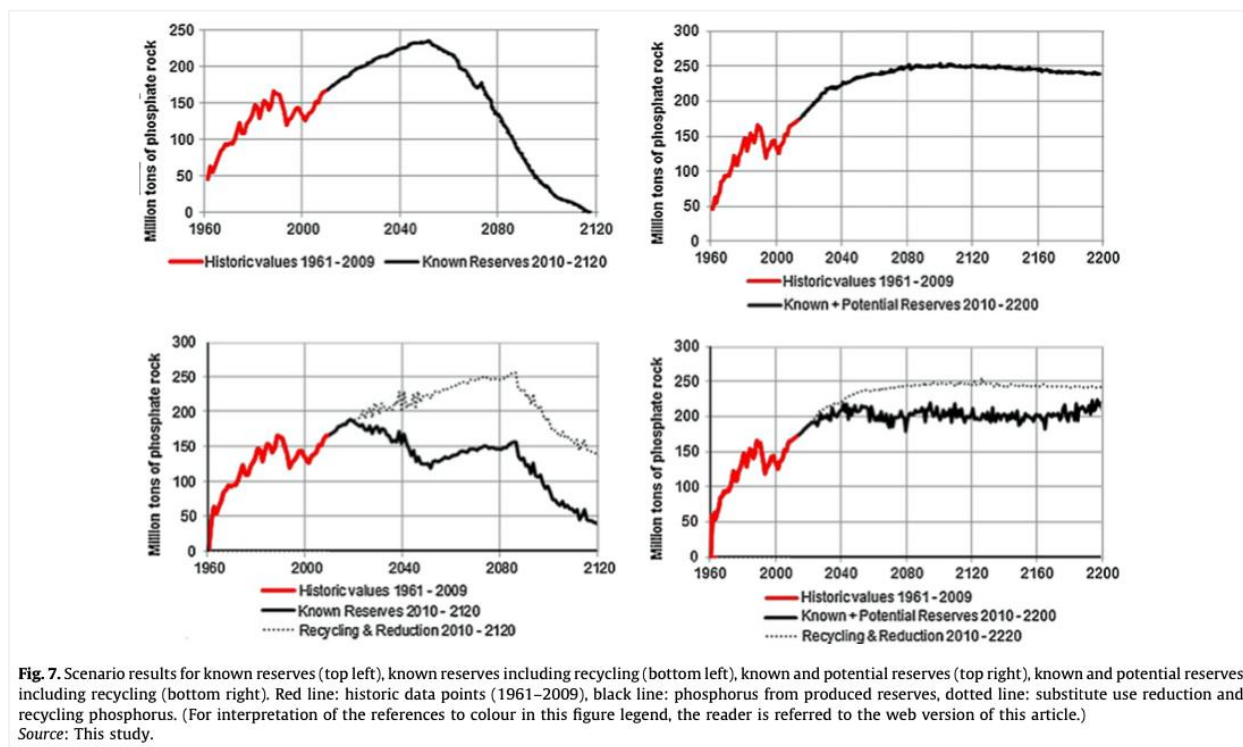 Million tons of phosphate rock
250
200
150
100
50
0
1960 2000 2040 2080 2120
Historic values 1961 - 2009 Known Reserves 2010 - 2120
Million tons of phosphate rock
300
250
200
150
100
50
0
1960 2000 2040 2080 2120 2160 2200
Historic values 1961 - 2009
Known + Potential Reserves 2010 - 2200
Million tons of phosphate rock
300
250
200
150
100
50
0
1960 2000 2040 2080 2120
Historic values 1961 - 2009
Known Reserves 2010 - 2120
Recycling & Reduction 2010 - 2120
Million tons of phosphate rock
300
250
200
150
100
50
0
1960 2000 2040 2080 2120 2160 2200
Historic values 1961 - 2009
Known + Potential Reserves 2010 - 2200
Recycling & Reduction 2010 - 2220
Fig. 7. Scenario results for known reserves (top left), known reserves including recycling (bottom left), known and potential reserves (top right), known and potential reserves
including recycling (bottom right). Red line: historic data points (1961–2009), black line: phosphorus from produced reserves, dotted line: substitute use reduction and
recycling phosphorus. (For interpretation of the references to colour in this figure legend, the reader is referred to the web version of this article.)
Source: This study.